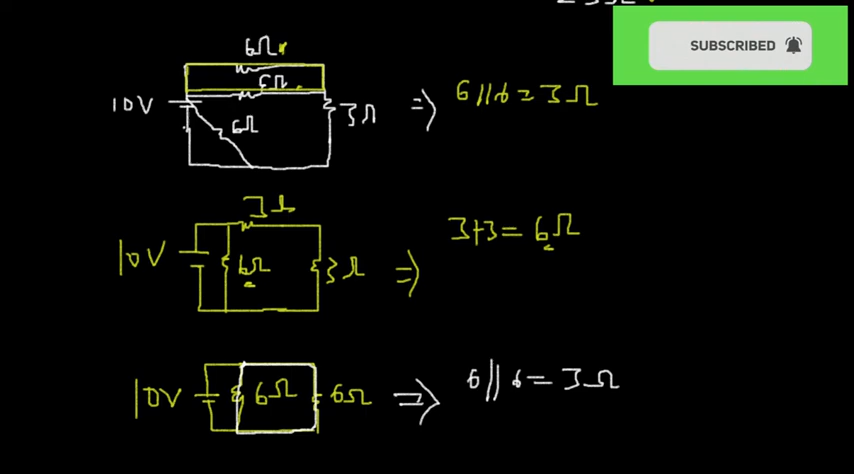 SUBSCRIBED
6Ω
6Ω
10V 6Ω 3Ω ⇒ 6//6=3Ω
3Ω
10V 6Ω 3Ω ⇒ 3+3=6Ω
10V 6Ω 6Ω ⇒ 6//6=3Ω